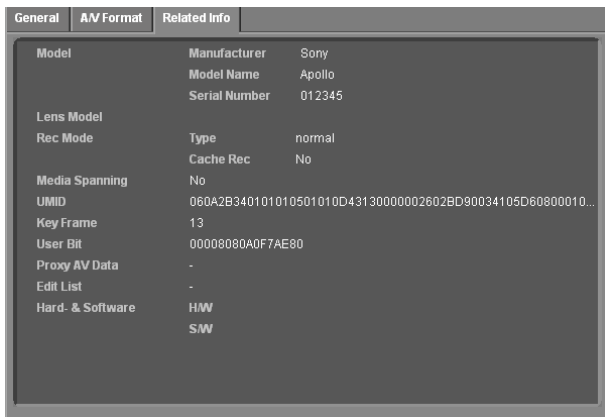 General A/V Format Related Info
Model Manufacturer Sony
Model Name Apollo
Serial Number 012345
Lens Model
Rec Mode Type normal
Cache Rec No
Media Spanning No
UMID 060A2B340101010501010D43130000002602BD90034105D60800010...
Key Frame 13
User Bit 00008080A0F7AE80
Proxy AV Data -
Edit List -
Hard- & Software H/W
S/W